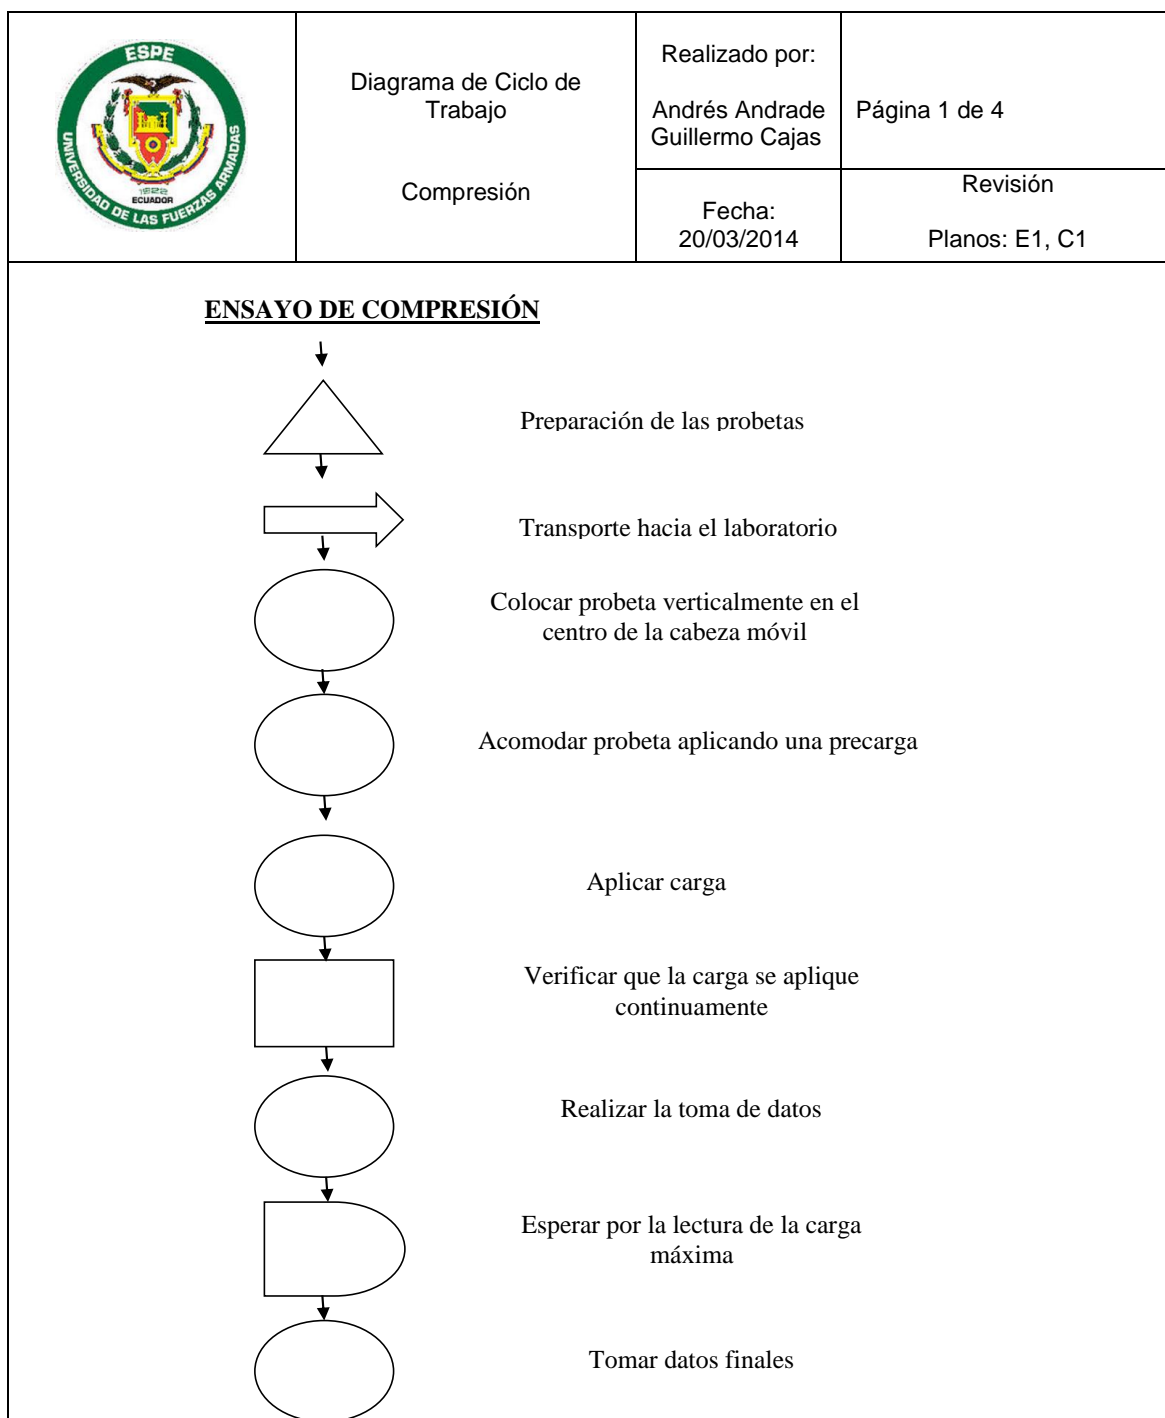 ESPE
UNIVERSIDAD DE LAS FUERZAS ARMADAS
1922
ECUADOR
Diagrama de Ciclo de
Trabajo
Compresión
Realizado por:
Andrés Andrade
Guillermo Cajas
Página 1 de 4
Fecha:
20/03/2014
Revisión
Planos: E1, C1
ENSAYO DE COMPRESIÓN
Preparación de las probetas
Transporte hacia el laboratorio
Colocar probeta verticalmente en el
centro de la cabeza móvil
Acomodar probeta aplicando una precarga
Aplicar carga
Verificar que la carga se aplique
continuamente
Realizar la toma de datos
Esperar por la lectura de la carga
máxima
Tomar datos finales